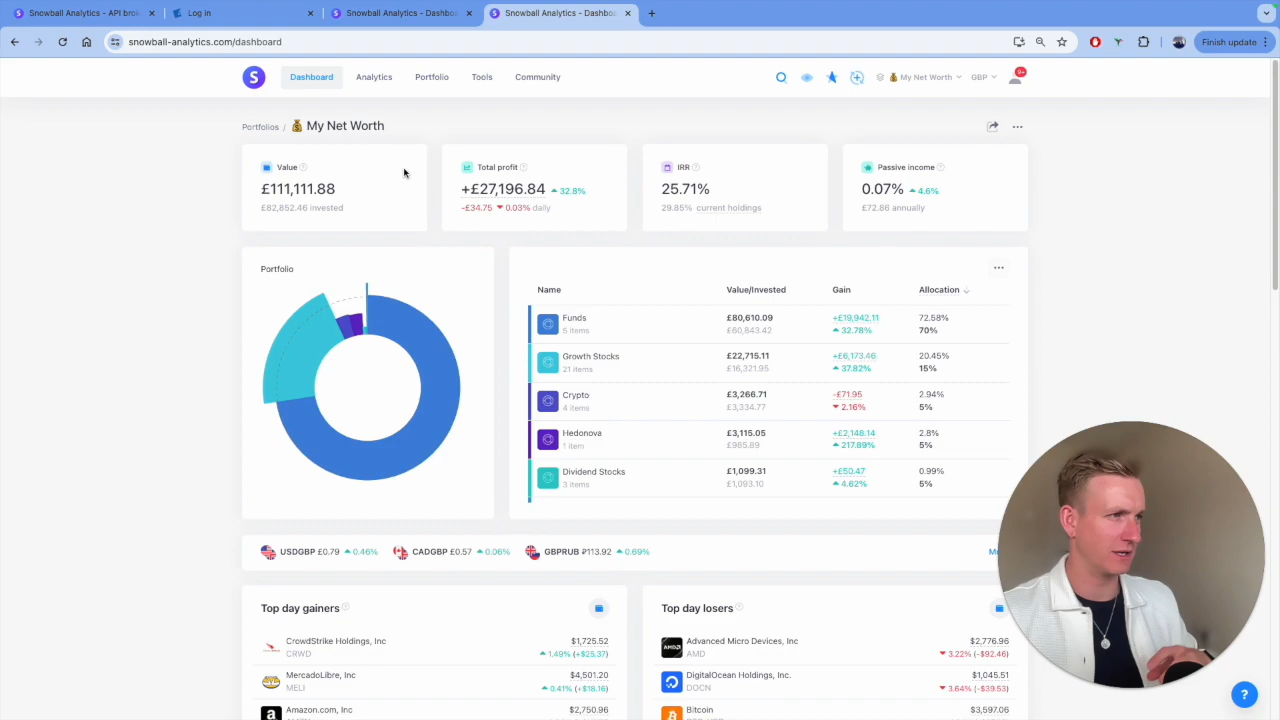 Snowball Analytics - API brok
Log in
Snowball Analytics - Dashboa
Snowball Analytics - Dashboa
snowball-analytics.com/dashboard
Finish update
S
Dashboard
Analytics
Portfolio
Tools
Community
My Net Worth
GBP
9+
Portfolios / My Net Worth
Value
£111,111.88
£82,852.46 invested
Total profit
+£27,196.84 32.8%
-£34.75 0.03% daily
IRR
25.71%
29.85% current holdings
Passive income
0.07% 4.6%
£72.86 annually
Portfolio
Name Value/Invested Gain Allocation
Funds £80,610.09 +£19,942.11 72.58%
5 items £60,843.42 32.78% 70%
Growth Stocks £22,715.11 +£6,173.46 20.45%
21 items £16,321.95 37.82% 15%
Crypto £3,266.71 -£71.95 2.94%
4 items £3,334.77 2.16% 5%
Hedonova £3,115.05 +£2,148.14 2.8%
1 item £985.89 217.89% 5%
Dividend Stocks £1,099.31 +£50.47 0.99%
3 items £1,093.10 4.62% 5%
USDGBP £0.79 0.46% CADGBP £0.57 0.06% GBPRUB ₽113.92 0.69%
Top day gainers
CrowdStrike Holdings, Inc $1,725.52
CRWD 1.49% (+$25.37)
MercadoLibre, Inc $4,501.20
MELI 0.41% (+$18.16)
Amazon.com, Inc $2,750.96
Top day losers
Advanced Micro Devices, Inc $2,776.96
AMD 3.22% (-$92.46)
DigitalOcean Holdings, Inc. $1,045.51
DOCN 3.64% (-$39.53)
Bitcoin $3,597.06
?